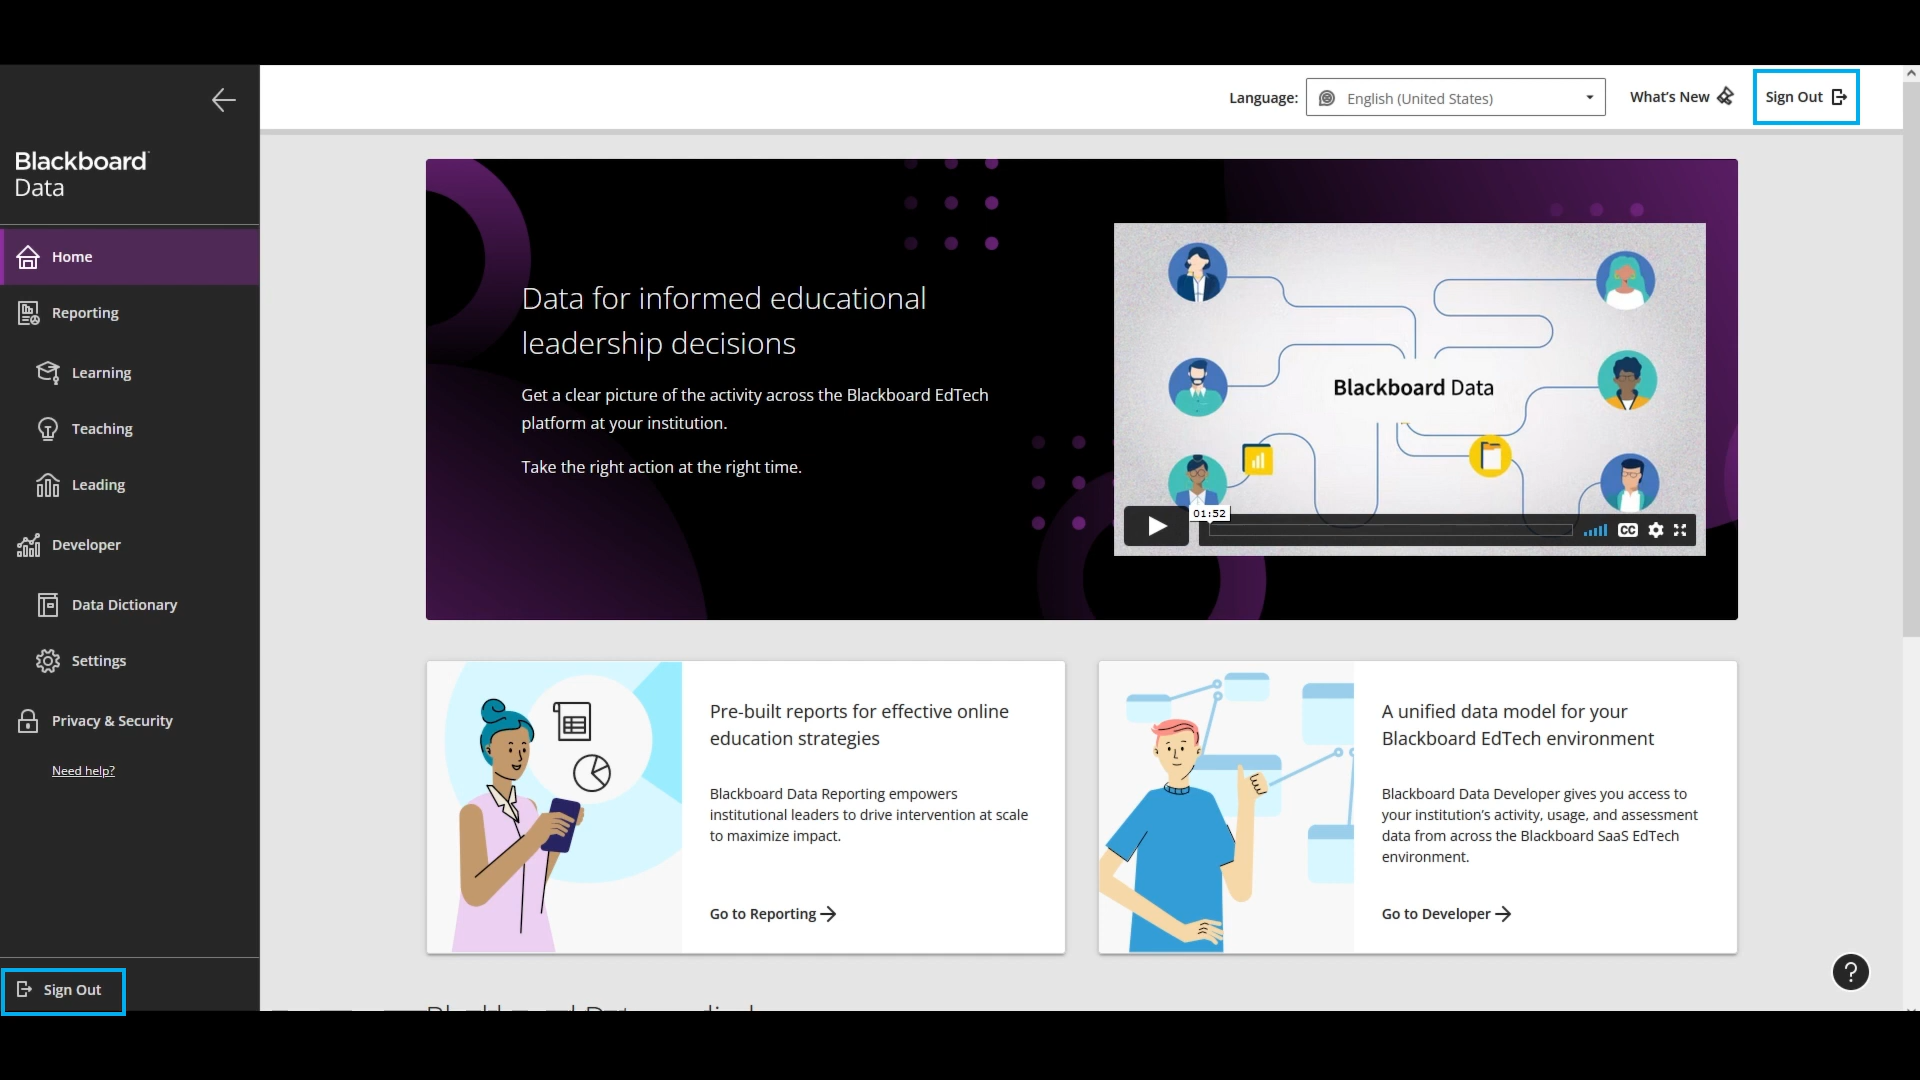 Language:
English (United States)
What's New
Sign Out
Blackboard
Data
Home
Reporting
Learning
Teaching
Leading
Developer
Data Dictionary
Settings
Privacy & Security
Need help?
Sign Out
Data for informed educational
leadership decisions
Get a clear picture of the activity across the Blackboard EdTech
platform at your institution.
Take the right action at the right time.
Blackboard Data
01:52
CC
Pre-built reports for effective online
education strategies
Blackboard Data Reporting empowers
institutional leaders to drive intervention at scale
to maximize impact.
Go to Reporting
A unified data model for your
Blackboard EdTech environment
Blackboard Data Developer gives you access to
your institution's activity, usage, and assessment
data from across the Blackboard SaaS EdTech
environment.
Go to Developer
?